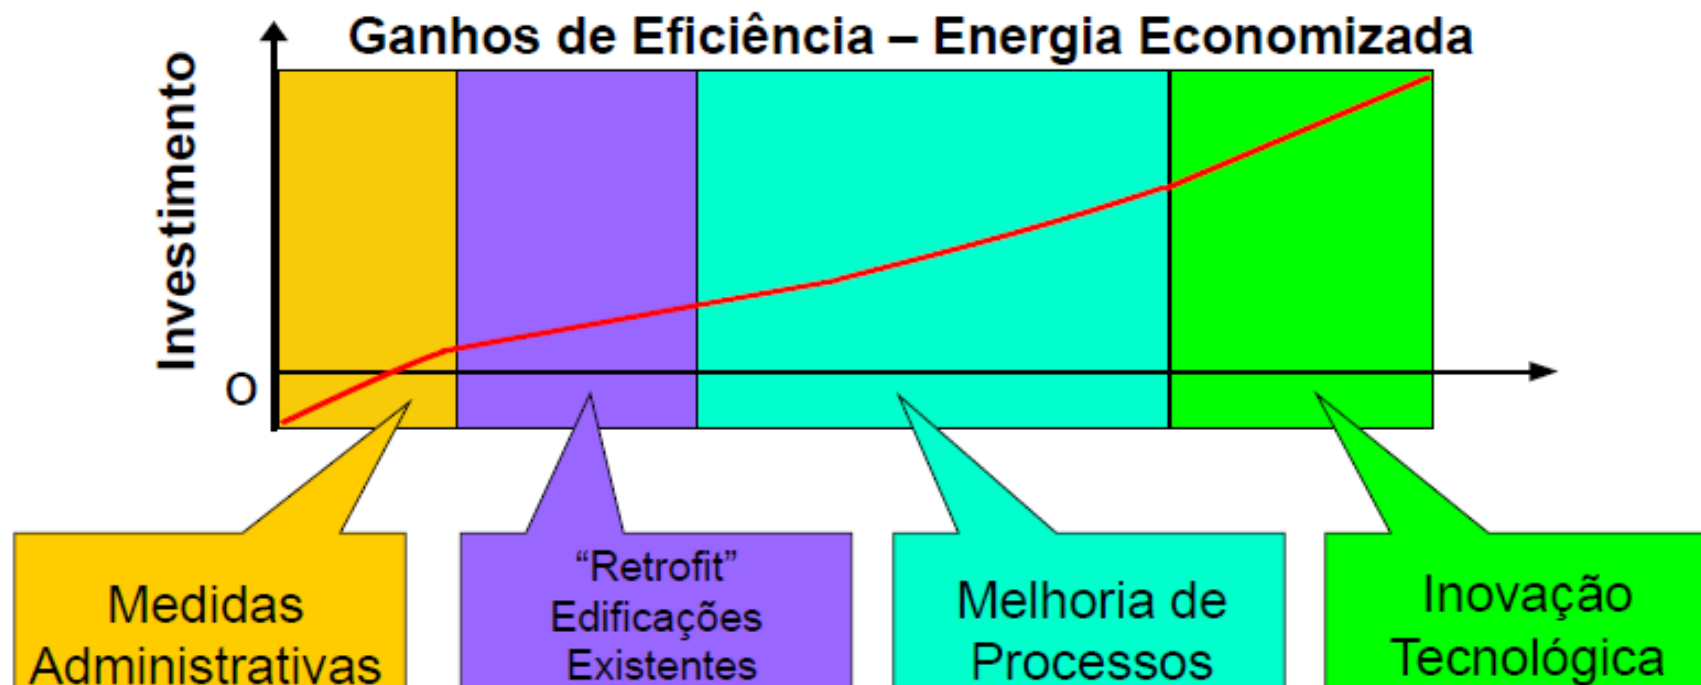 Ganhos de Eficiência – Energia Economizada
Investimento
O
Medidas
Administrativas
“Retrofit”
Edificações
Existentes
Melhoria de
Processos
Inovação
Tecnológica